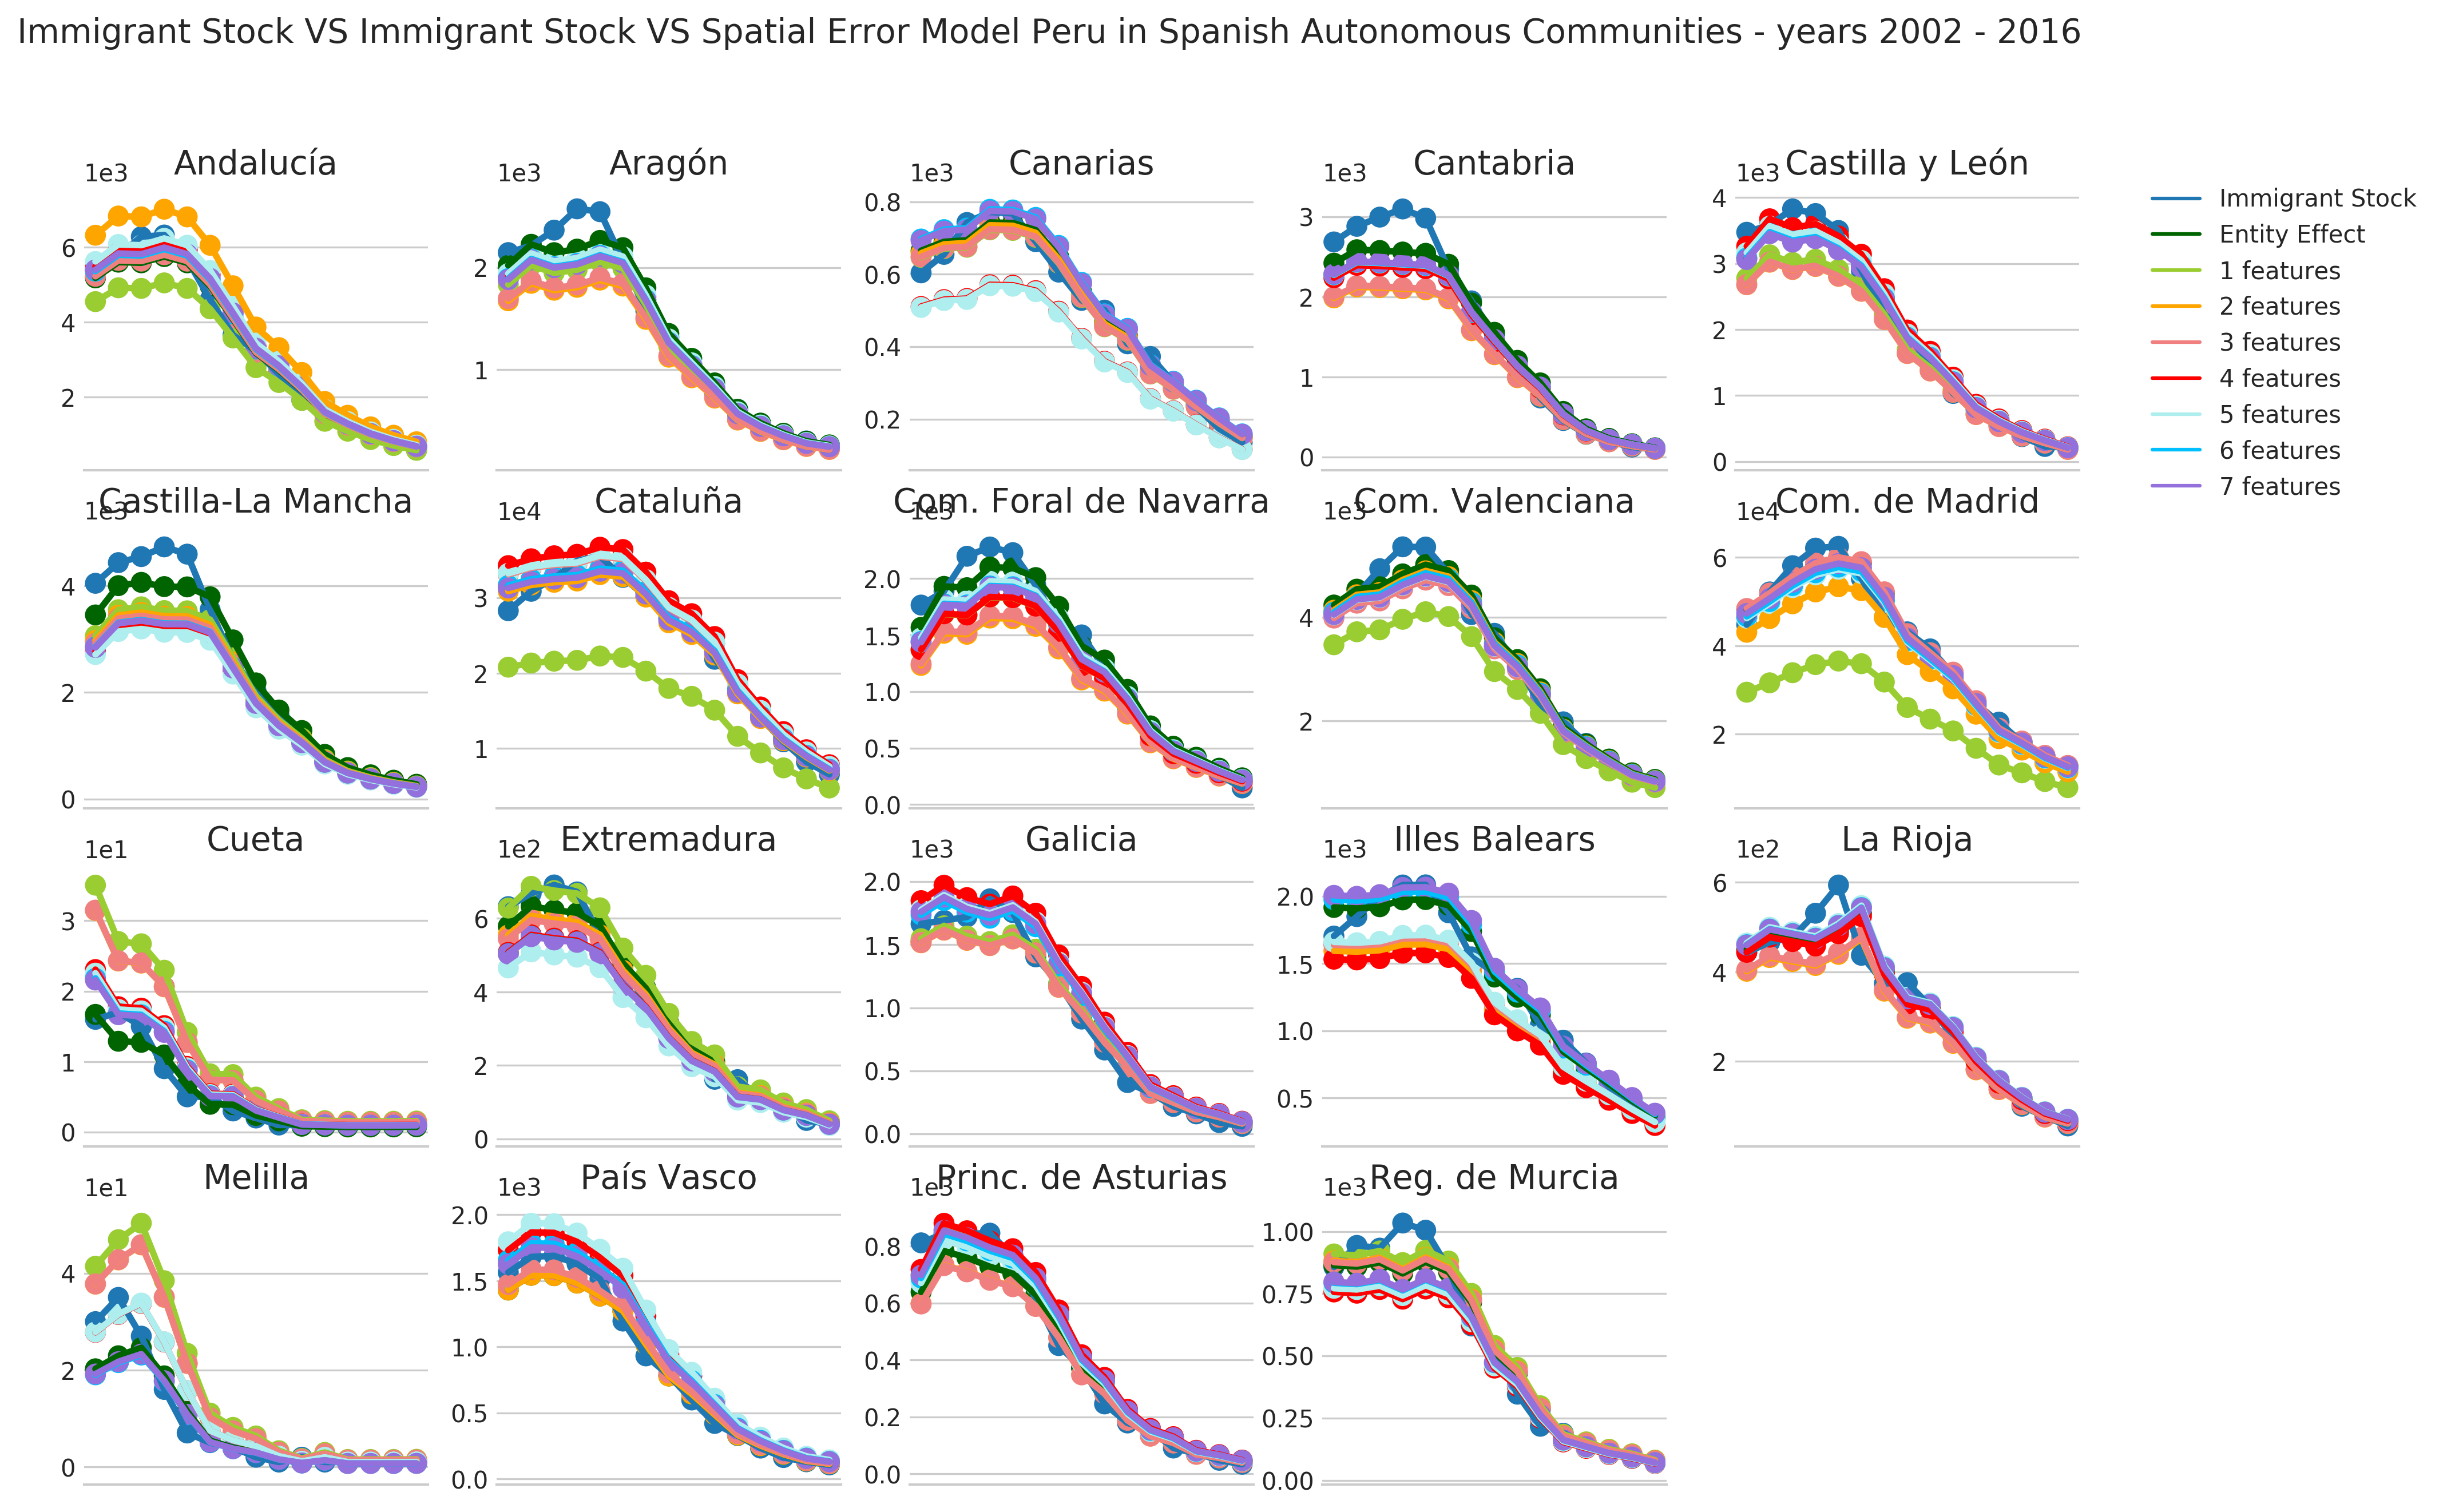 Immigrant Stock VS Immigrant Stock VS Spatial Error Model Peru in Spanish Autonomous Communities - years 2002 - 2016
Andalucía
1e3
6
4
2
Aragón
1e3
2
1
Canarias
1e3
0.8
0.6
0.4
0.2
Cantabria
1e3
3
2
1
0
Castilla y León
1e3
4
3
2
1
0
Immigrant Stock
Entity Effect
1 features
2 features
3 features
4 features
5 features
6 features
7 features
Castilla-La Mancha
1e3
4
2
0
Cataluña
1e4
3
2
1
Com. Foral de Navarra
1e3
2.0
1.5
1.0
0.5
0.0
Com. Valenciana
1e3
4
2
Com. de Madrid
1e4
6
4
2
Cueta
1e1
3
2
1
0
Extremadura
1e2
6
4
2
0
Galicia
1e3
2.0
1.5
1.0
0.5
0.0
Illes Balears
1e3
2.0
1.5
1.0
0.5
La Rioja
1e2
6
4
2
Melilla
1e1
4
2
0
País Vasco
1e3
2.0
1.5
1.0
0.5
0.0
Princ. de Asturias
1e3
0.8
0.6
0.4
0.2
0.0
Reg. de Murcia
1e3
1.00
0.75
0.50
0.25
0.00